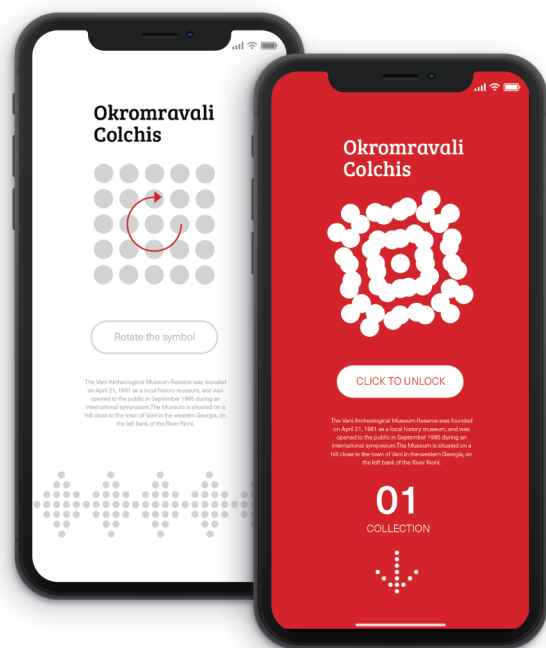 Okromravali
Colchis
Rotate the symbol
The Vani Archeological Museum-Reserve was founded
on April 21, 1981 as a local history museum, and was
opened to the public in September 1985 during an
international symposium.The Museum is situated on a
hill close to the town of Vani in the western Georgia, on
the left bank of the River Rioni.
Okromravali
Colchis
CLICK TO UNLOCK
The Vani Archeological Museum-Reserve was founded
on April 21, 1981 as a local history museum, and was
opened to the public in September 1985 during an
international symposium.The Museum is situated on a
hill close to the town of Vani in the western Georgia, on
the left bank of the River Rioni.
01
COLLECTION